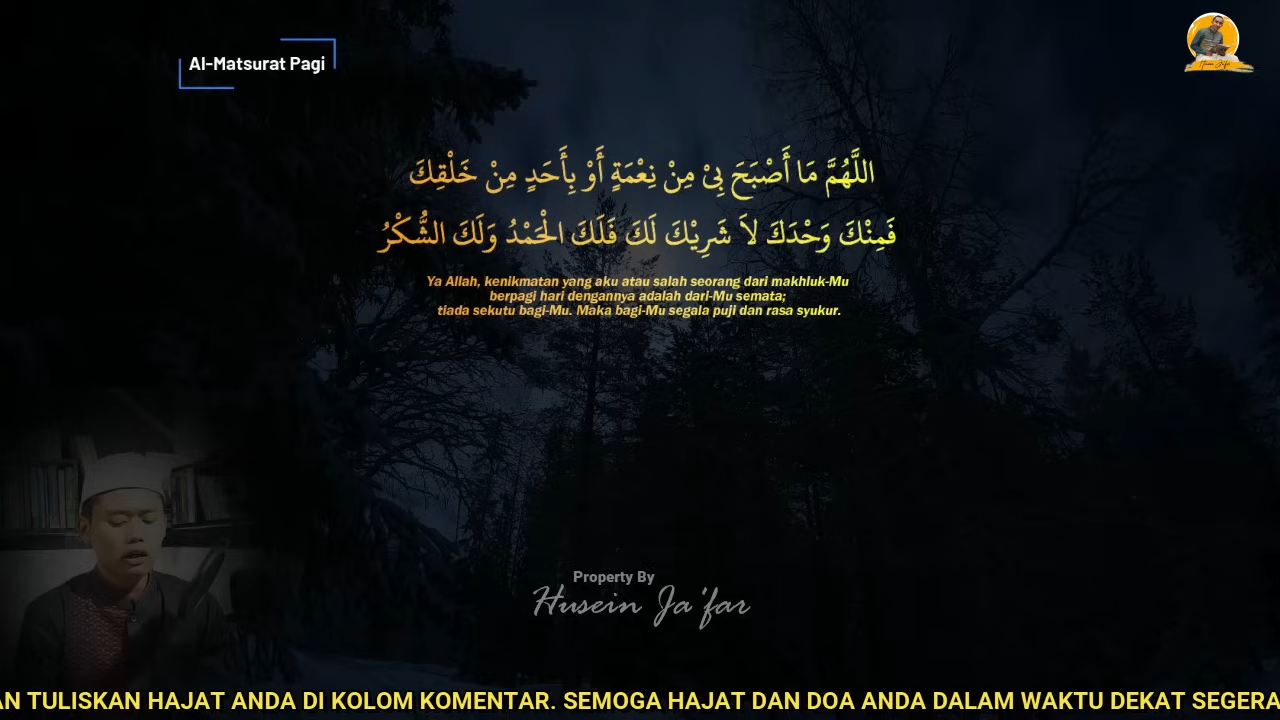 Al-Matsurat Pagi
اللَّهُمَّ مَا أَصْبَحَ بِيْ مِنْ نِعْمَةٍ أَوْ بِأَحَدٍ مِنْ خَلْقِكَ
فَمِنْكَ وَحْدَكَ لاَ شَرِيْكَ لَكَ فَلَكَ الْحَمْدُ وَلَكَ الشُّكْرُ
Ya Allah, kenikmatan yang aku atau salah seorang dari makhluk-Mu
berpagi hari dengannya adalah dari-Mu semata;
tiada sekutu bagi-Mu. Maka bagi-Mu segala puji dan rasa syukur.
Property By
Husein Ja'far
AN TULISKAN HAJAT ANDA DI KOLOM KOMENTAR. SEMOGA HAJAT DAN DOA ANDA DALAM WAKTU DEKAT SEGERA